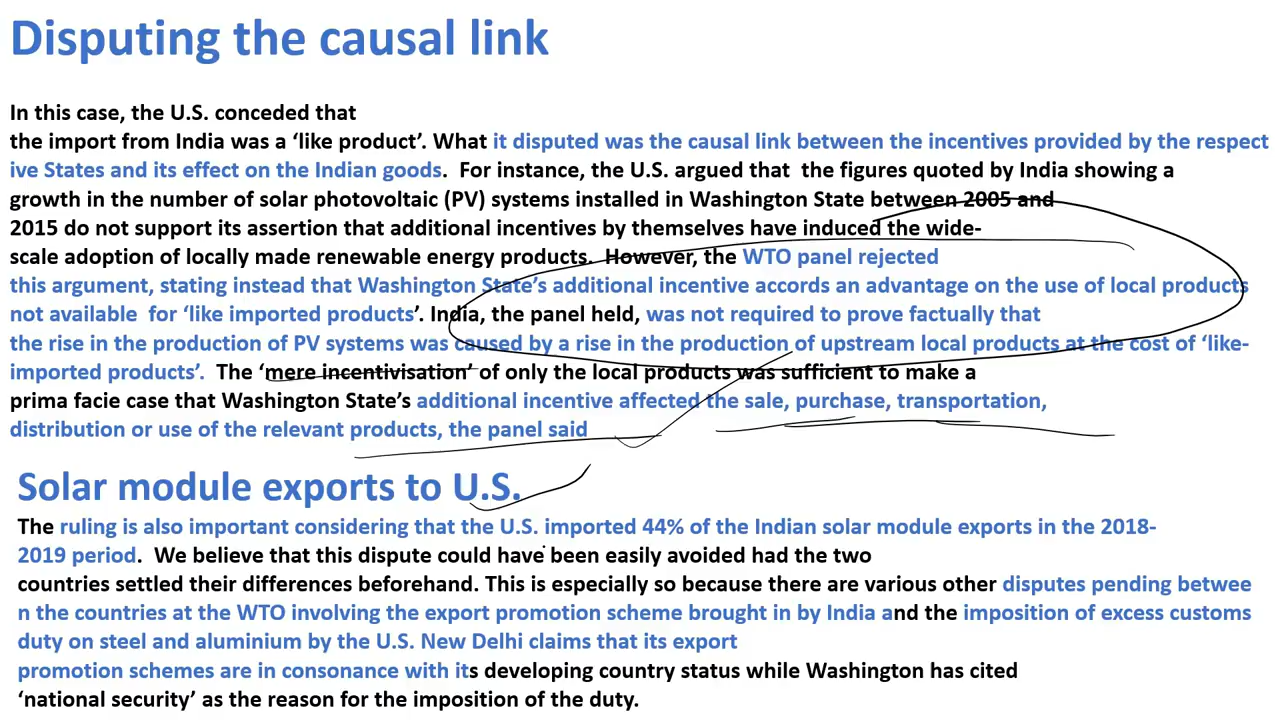 Disputing the causal link
In this case, the U.S. conceded that
the import from India was a ‘like product’. What it disputed was the causal link between the incentives provided by the respect
ive States and its effect on the Indian goods. For instance, the U.S. argued that the figures quoted by India showing a
growth in the number of solar photovoltaic (PV) systems installed in Washington State between 2005 and
2015 do not support its assertion that additional incentives by themselves have induced the wide-
scale adoption of locally made renewable energy products. However, the WTO panel rejected
this argument, stating instead that Washington State’s additional incentive accords an advantage on the use of local products
not available for ‘like imported products’. India, the panel held, was not required to prove factually that
the rise in the production of PV systems was caused by a rise in the production of upstream local products at the cost of ‘like-
imported products’. The ‘mere incentivisation’ of only the local products was sufficient to make a
prima facie case that Washington State’s additional incentive affected the sale, purchase, transportation,
distribution or use of the relevant products, the panel said
Solar module exports to U.S.
The ruling is also important considering that the U.S. imported 44% of the Indian solar module exports in the 2018-
2019 period. We believe that this dispute could have been easily avoided had the two
countries settled their differences beforehand. This is especially so because there are various other disputes pending betwee
n the countries at the WTO involving the export promotion scheme brought in by India and the imposition of excess customs
duty on steel and aluminium by the U.S. New Delhi claims that its export
promotion schemes are in consonance with its developing country status while Washington has cited
‘national security’ as the reason for the imposition of the duty.